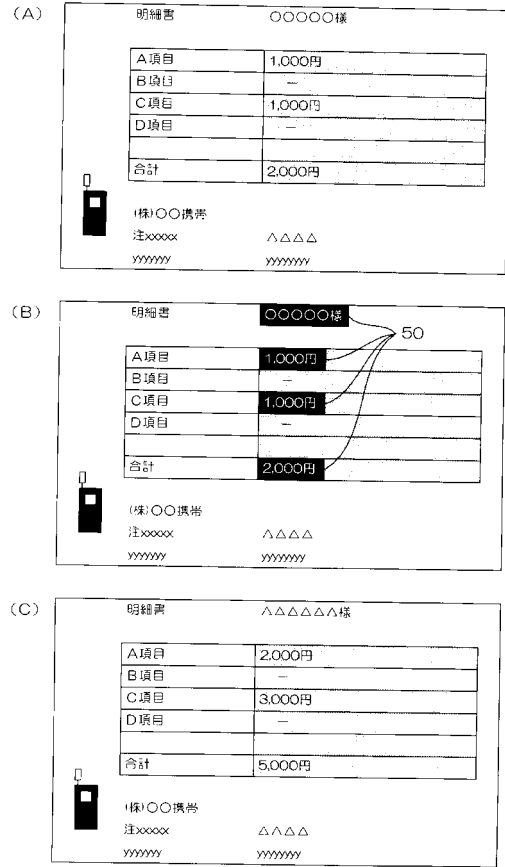 (A)
明細書 ○○○○○様
A項目 1,000円
B項目 —
C項目 1,000円
D項目 —
合計 2,000円
(株)○○携帯
注xxxxx △△△△
yyyyyy yyyyyyy
(B)
明細書 ○○○○○様
50
A項目 1,000円
B項目 —
C項目 1,000円
D項目 —
合計 2,000円
(株)○○携帯
注xxxxx △△△△
yyyyyy yyyyyyy
(C)
明細書 △△△△△△様
A項目 2,000円
B項目 —
C項目 3,000円
D項目 —
合計 5,000円
(株)○○携帯
注xxxxx △△△△
yyyyyy yyyyyyy